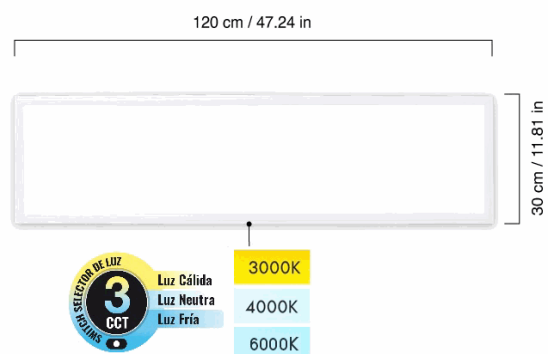 120 cm / 47.24 in
30 cm / 11.81 in
SWITCH SELECTOR DE LUZ
3
CCT
Luz Cálida
Luz Neutra
Luz Fría
3000K
4000K
6000K